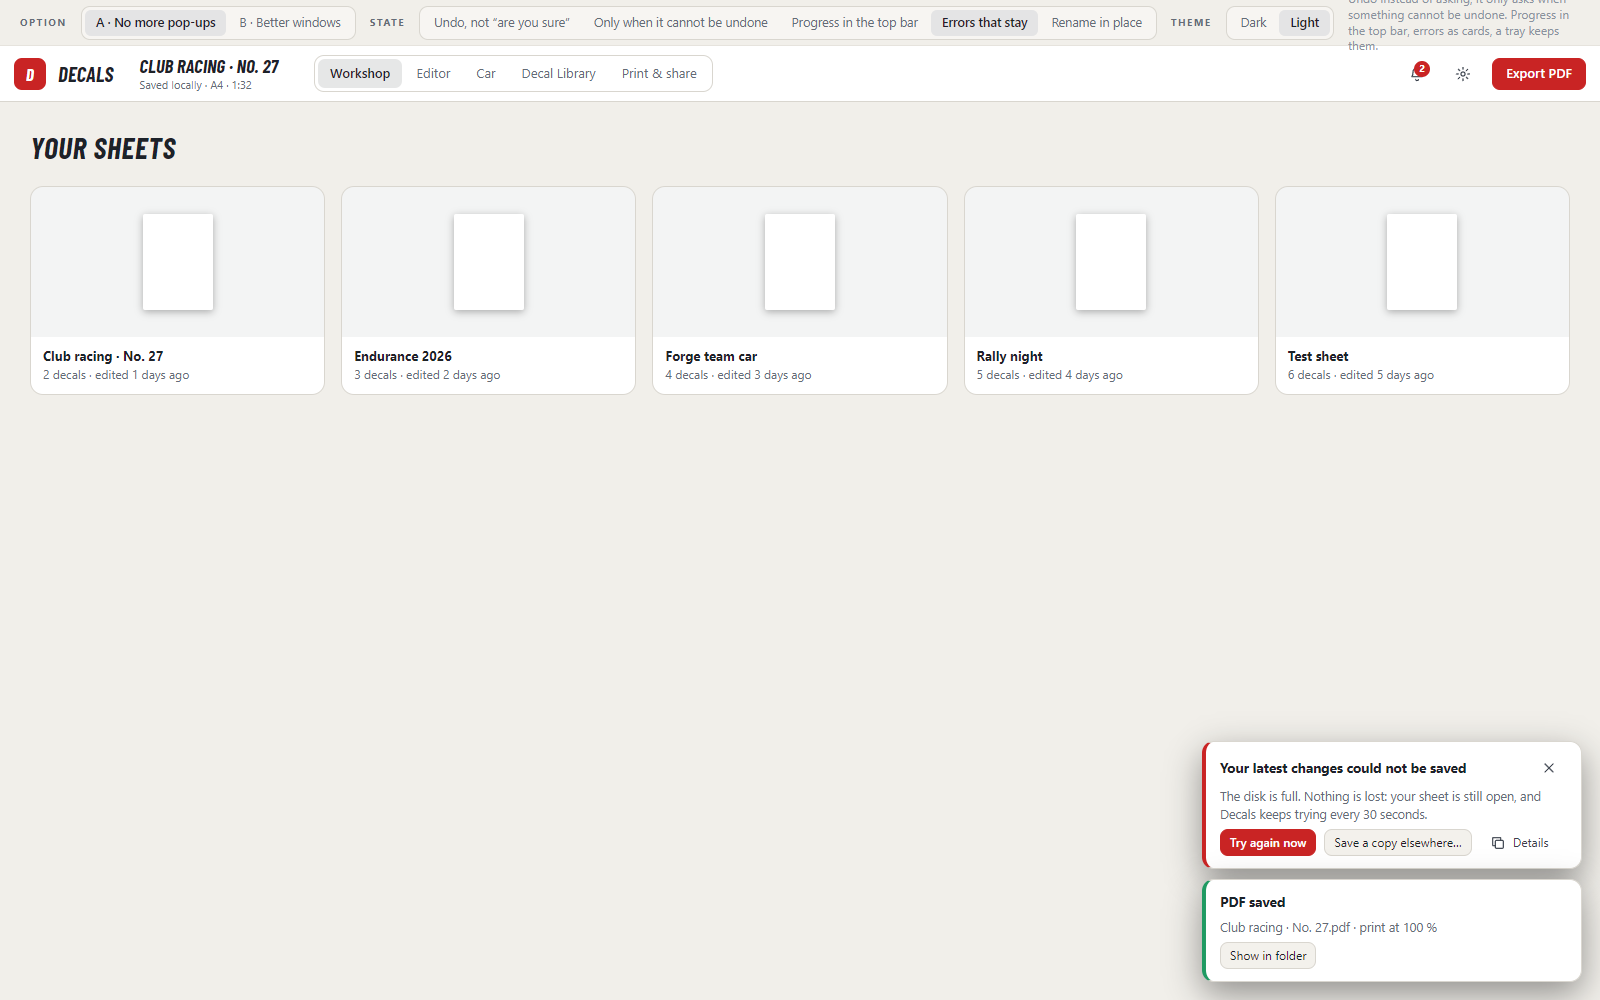 OPTION
A · No more pop-ups
B · Better windows
STATE
Undo, not “are you sure”
Only when it cannot be undone
Progress in the top bar
Errors that stay
Rename in place
THEME
Dark
Light
Undo instead of asking, it only asks when
something cannot be undone. Progress in
the top bar, errors as cards, a tray keeps
them.
D
DECALS
CLUB RACING · NO. 27
Saved locally · A4 · 1:32
Workshop
Editor
Car
Decal Library
Print & share
2
Export PDF
YOUR SHEETS
Club racing · No. 27
2 decals · edited 1 days ago
Endurance 2026
3 decals · edited 2 days ago
Forge team car
4 decals · edited 3 days ago
Rally night
5 decals · edited 4 days ago
Test sheet
6 decals · edited 5 days ago
Your latest changes could not be saved
The disk is full. Nothing is lost: your sheet is still open, and
Decals keeps trying every 30 seconds.
Try again now
Save a copy elsewhere...
Details
PDF saved
Club racing · No. 27.pdf · print at 100 %
Show in folder